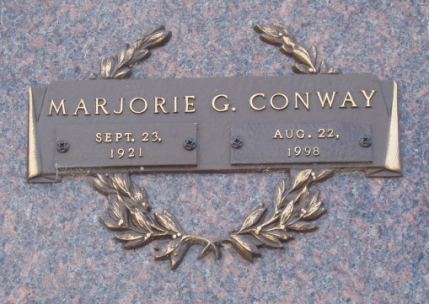 MARJORIE G. CONWAY
SEPT. 23, AUG. 22,
1921 1998